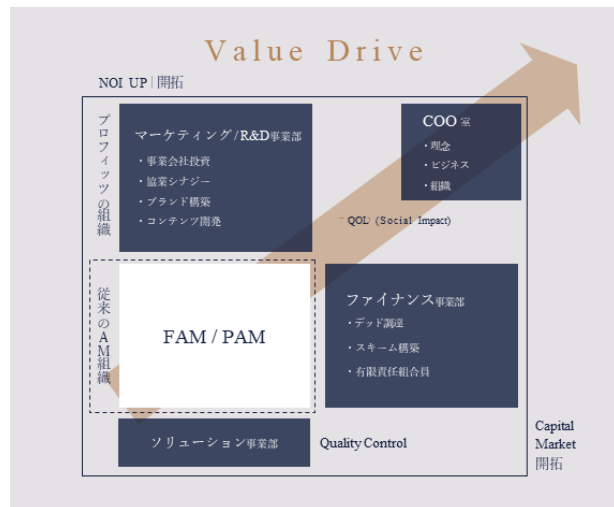 Value Drive
NOI UP | 開拓
プロフィッツの組織
マーケティング/R&D事業部
・事業会社投資
・協業シナジー
・ブランド構築
・コンテンツ開発
COO 室
・理念
・ビジネス
・組織
QOL (Social Impact)
従来のAM組織
FAM / PAM
ファイナンス事業部
・デッド調達
・スキーム構築
・有限責任組合員
ソリューション事業部
Quality Control
Capital
Market
開拓